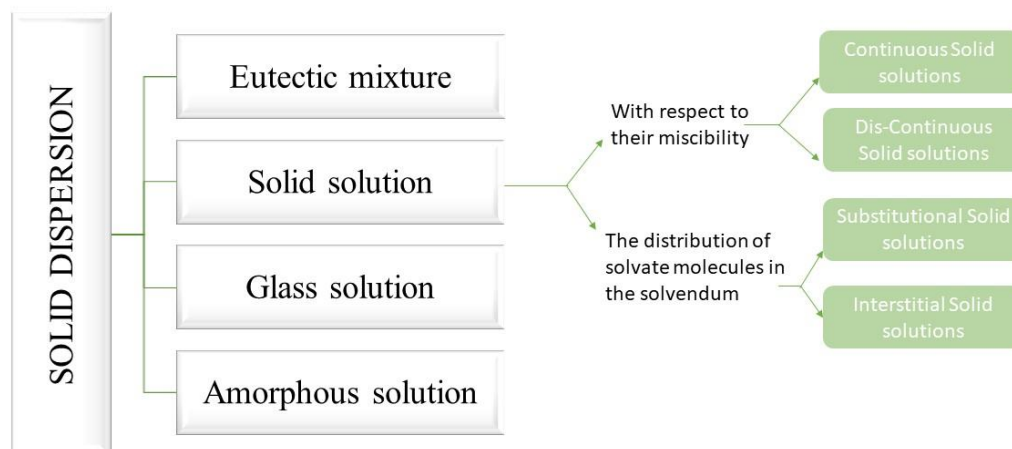 SOLID DISPERSION
Eutectic mixture
Solid solution
Glass solution
Amorphous solution
With respect to
their miscibility
The distribution of
solvate molecules in
the solvendum
Continuous Solid
solutions
Dis-Continuous
Solid solutions
Substitutional Solid
solutions
Interstitial Solid
solutions